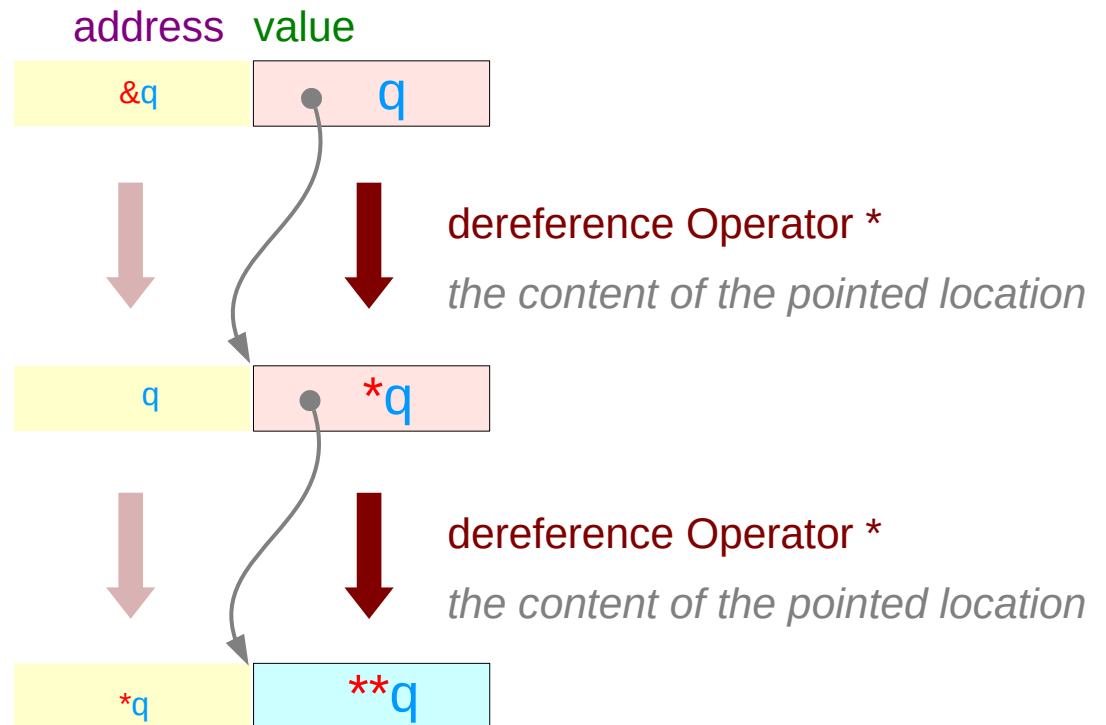 address value
&q q
dereference Operator *
the content of the pointed location
q *q
dereference Operator *
the content of the pointed location
*q **q